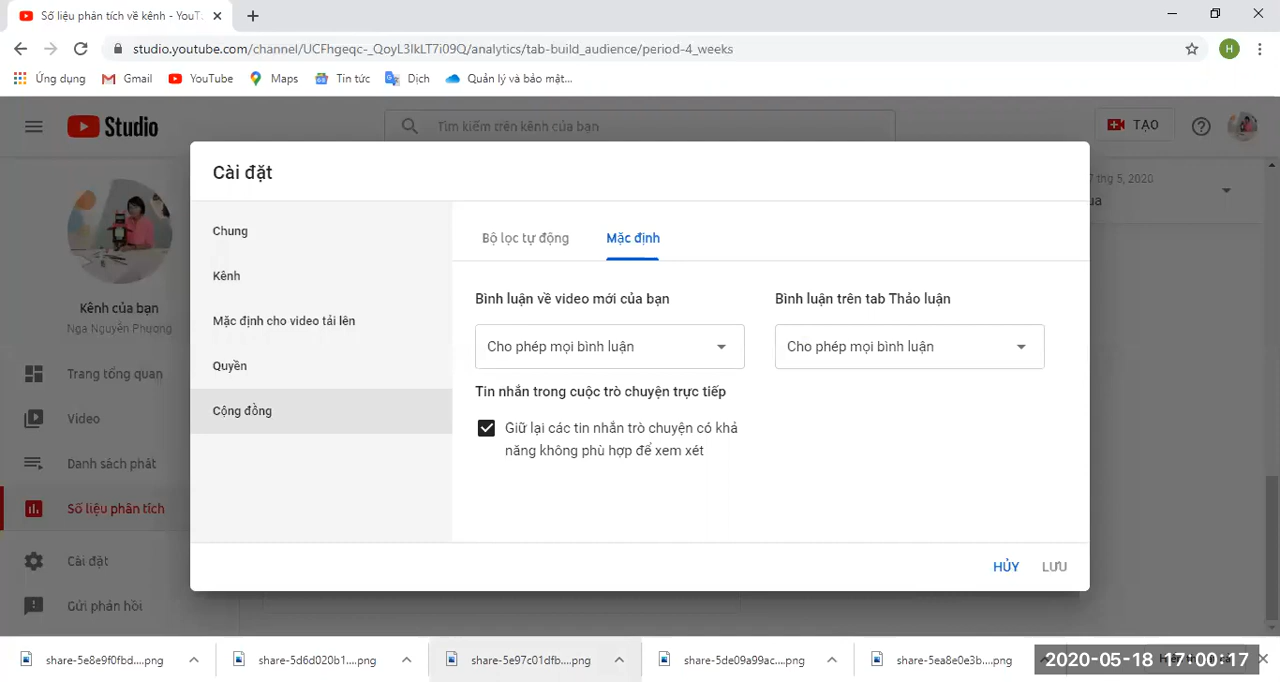 Số liệu phân tích về kênh - YouT
studio.youtube.com/channel/UCFhgeqc-_QoyL3lkLT7i09Q/analytics/tab-build_audience/period-4_weeks
H
Ứng dụng Gmail YouTube Maps Tin tức Dịch Quản lý và bảo mật...
Studio
Tìm kiếm trên kênh của bạn
TẠO
thg 5, 2020
Cài đặt
Chung
Kênh
Mặc định cho video tải lên
Quyền
Cộng đồng
Bộ lọc tự động
Mặc định
Bình luận về video mới của bạn
Cho phép mọi bình luận
Bình luận trên tab Thảo luận
Cho phép mọi bình luận
Tin nhắn trong cuộc trò chuyện trực tiếp
Giữ lại các tin nhắn trò chuyện có khả
năng không phù hợp để xem xét
HỦY
LƯU
Kênh của bạn
Nga Nguyễn Phương
Trang tổng quan
Video
Danh sách phát
Số liệu phân tích
Cài đặt
Gửi phản hồi
share-5e8e9f0fbd....png
share-5d6d020b1....png
share-5e97c01dfb....png
share-5de09a99ac....png
share-5ea8e0e3b....png
2020-05-18 17:00:17